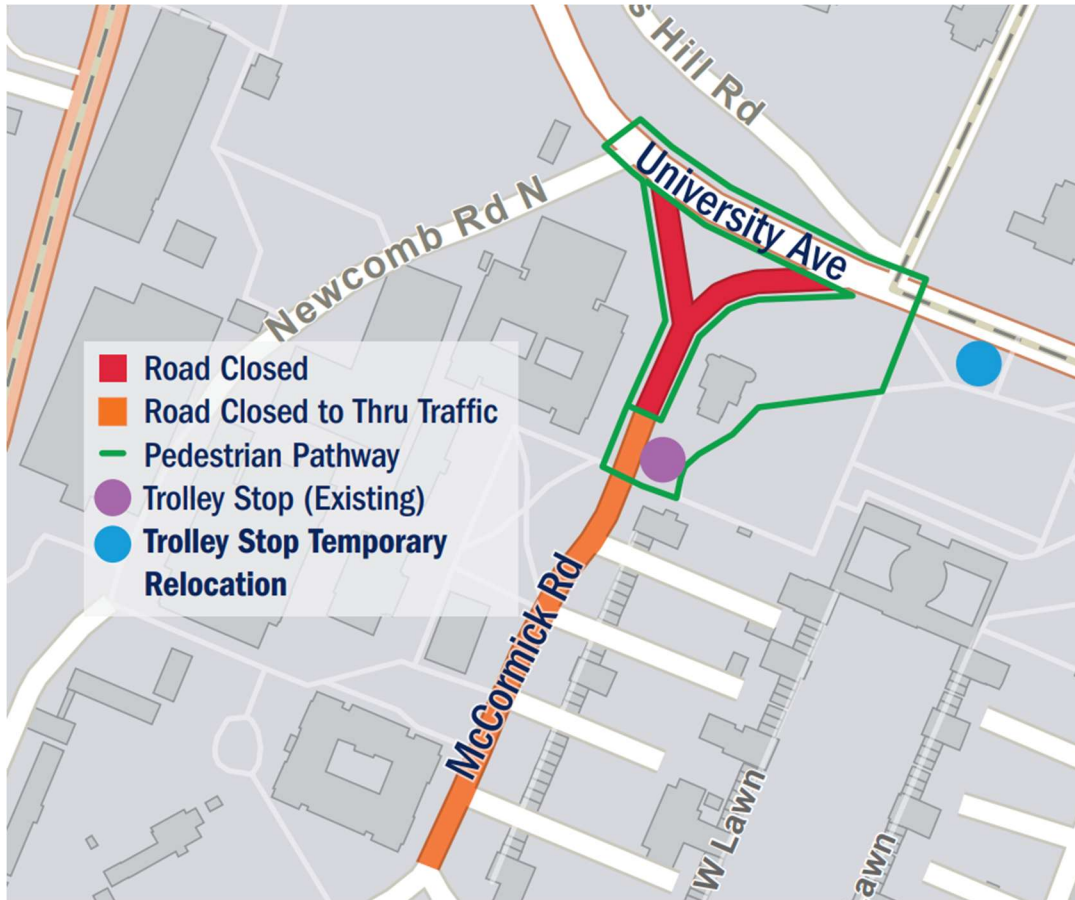 s Hill Rd
University Ave
Newcomb Rd N
Road Closed
Road Closed to Thru Traffic
Pedestrian Pathway
Trolley Stop (Existing)
Trolley Stop Temporary
Relocation
McCormick Rd
W Lawn
awn